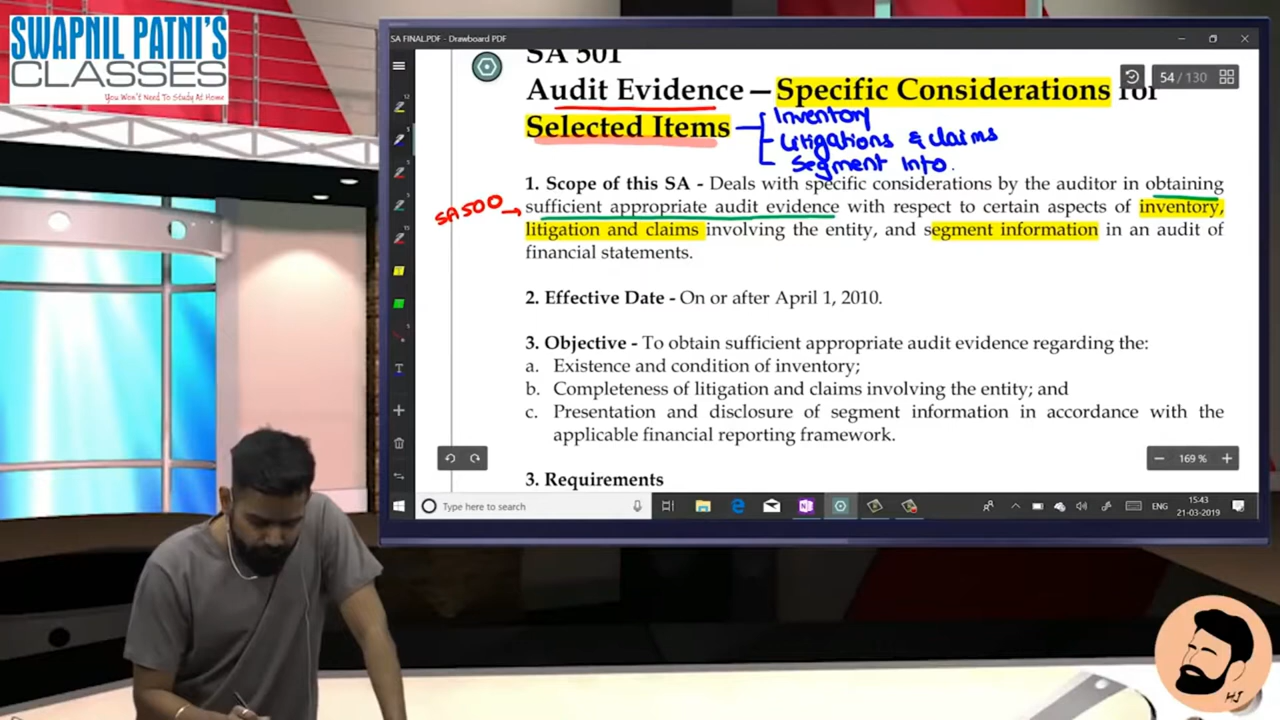 SWAPNIL PATNI'S
CLASSES
You Won't Need To Study At Home
SA FINAL.PDF - Drawboard PDF
54 / 130
SA 501
Audit Evidence – Specific Considerations for
Selected Items
Inventory
Litigations & claims
Segment Info.
1. Scope of this SA - Deals with specific considerations by the auditor in obtaining
SA 500
sufficient appropriate audit evidence with respect to certain aspects of inventory,
litigation and claims involving the entity, and segment information in an audit of
financial statements.
2. Effective Date - On or after April 1, 2010.
3. Objective - To obtain sufficient appropriate audit evidence regarding the:
a. Existence and condition of inventory;
b. Completeness of litigation and claims involving the entity; and
c. Presentation and disclosure of segment information in accordance with the
applicable financial reporting framework.
3. Requirements
169 %
Type here to search
ENG
15:43
21-03-2019
HJ